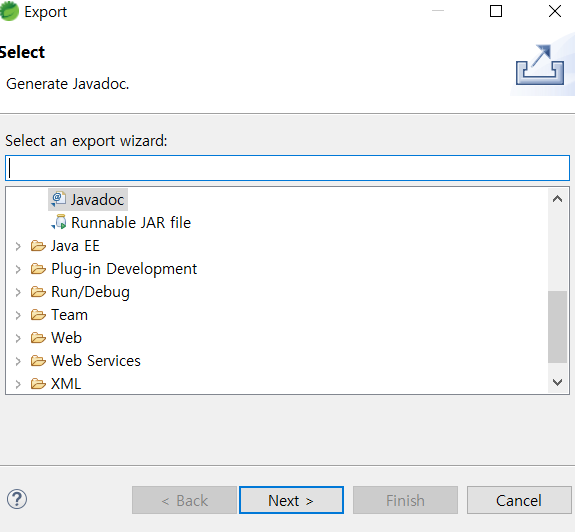 Export
Select
Generate Javadoc.
Select an export wizard:
Javadoc
Runnable JAR file
Java EE
Plug-in Development
Run/Debug
Team
Web
Web Services
XML
? < Back Next > Finish Cancel